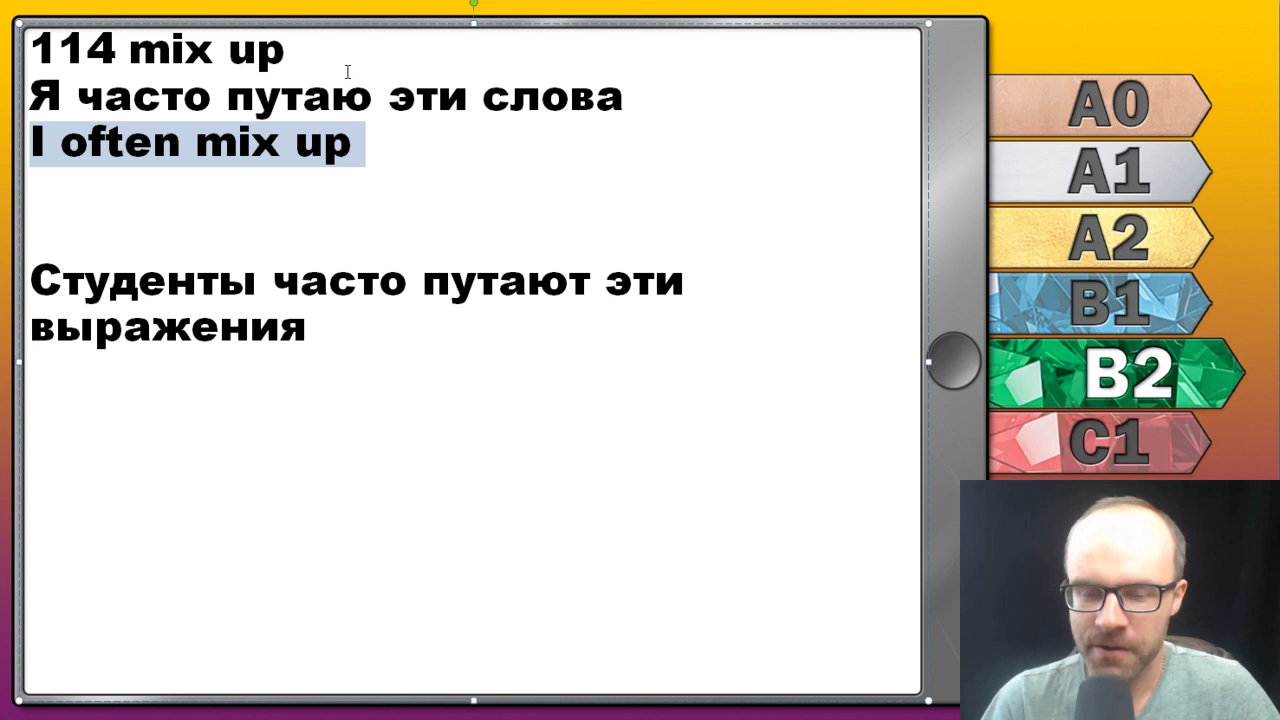 114 mix up
Я часто путаю эти слова
I often mix up
Студенты часто путают эти
выражения
A0
A1
A2
B1
B2
C1